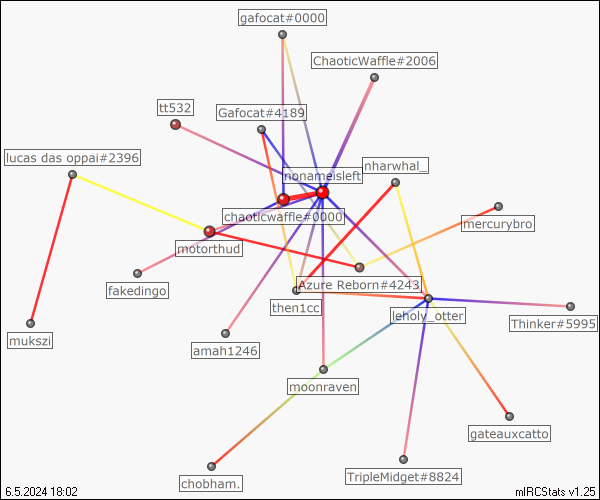 gafocat#0000
ChaoticWaffle#2006
tt532
Gafocat#4189
lucas das oppai#2396
nharwhal_
nonameisleft
chaoticwaffle#0000
mercurybro
motorthud
fakedingo
Azure Reborn#4243
then1cc
leholy_otter
Thinker#5995
mukszi
amah1246
moonraven
gateauxcatto
chobham.
TripleMidget#8824
6.5.2024 18:02
mIRCStats v1.25